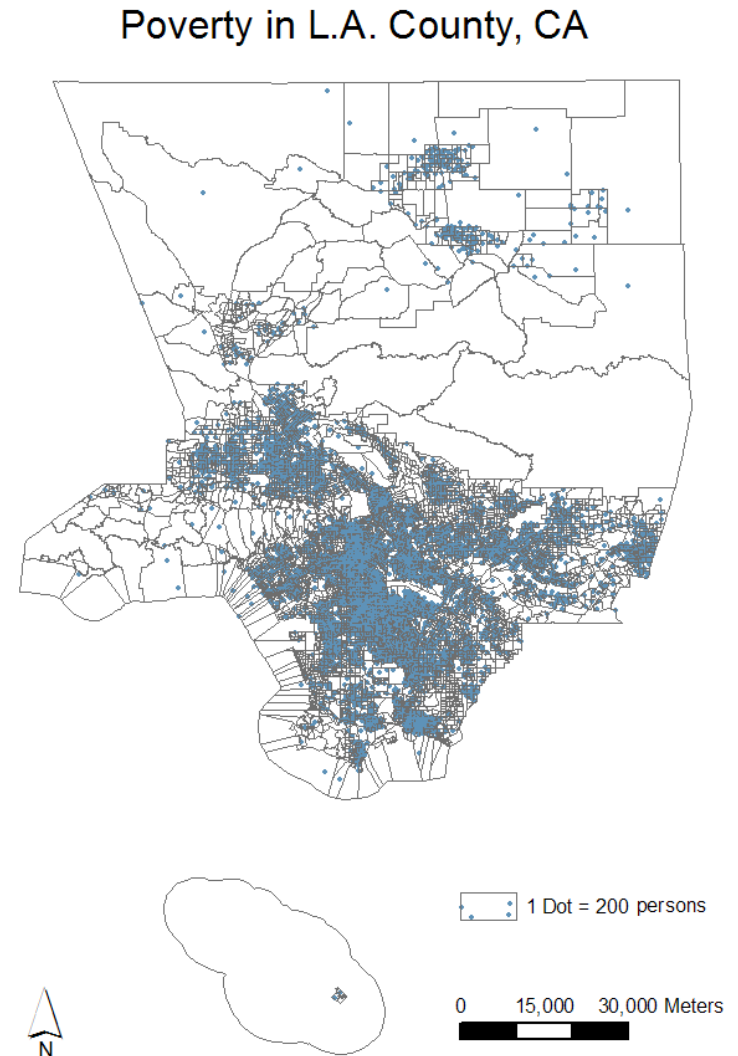 Poverty in L.A. County, CA
1 Dot = 200 persons
0 15,000 30,000 Meters
N